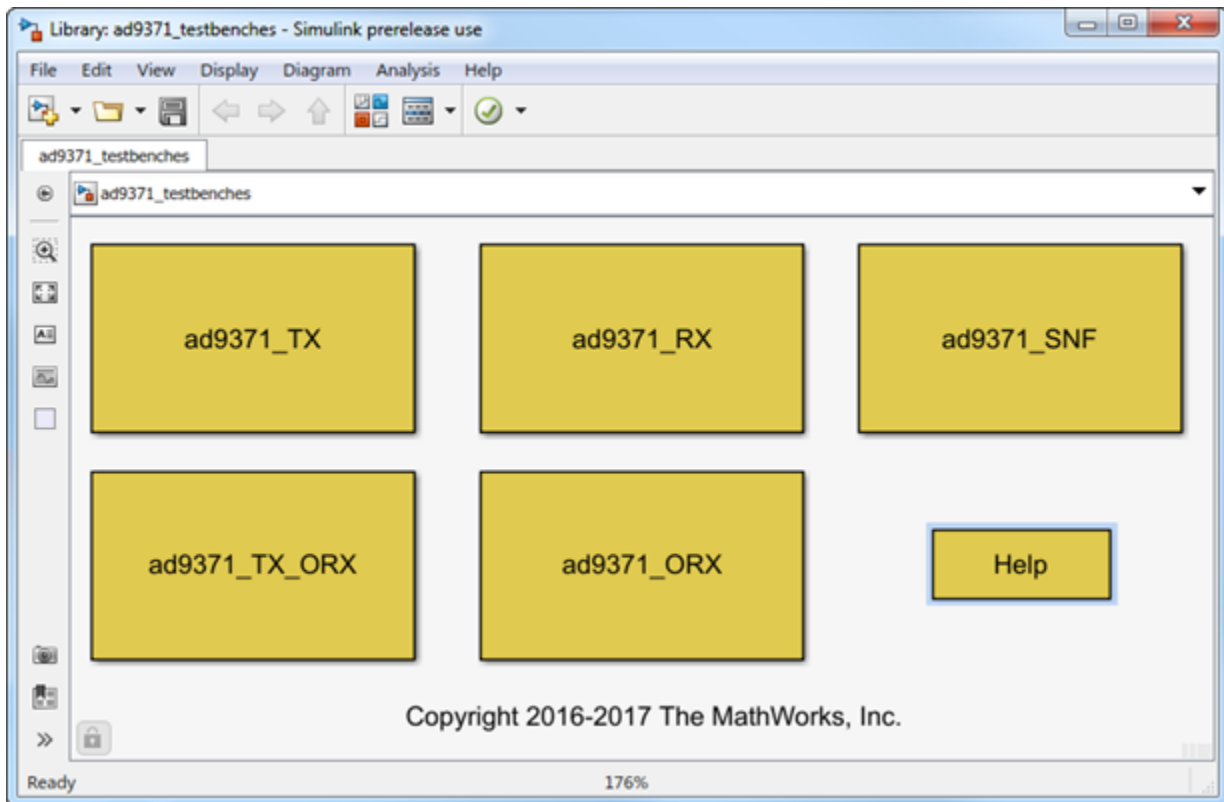 Library: ad9371_testbenches - Simulink prerelease use
File Edit View Display Diagram Analysis Help
ad9371_testbenches
ad9371_testbenches
ad9371_TX ad9371_RX ad9371_SNF
ad9371_TX_ORX ad9371_ORX Help
Copyright 2016-2017 The MathWorks, Inc.
Ready 176%